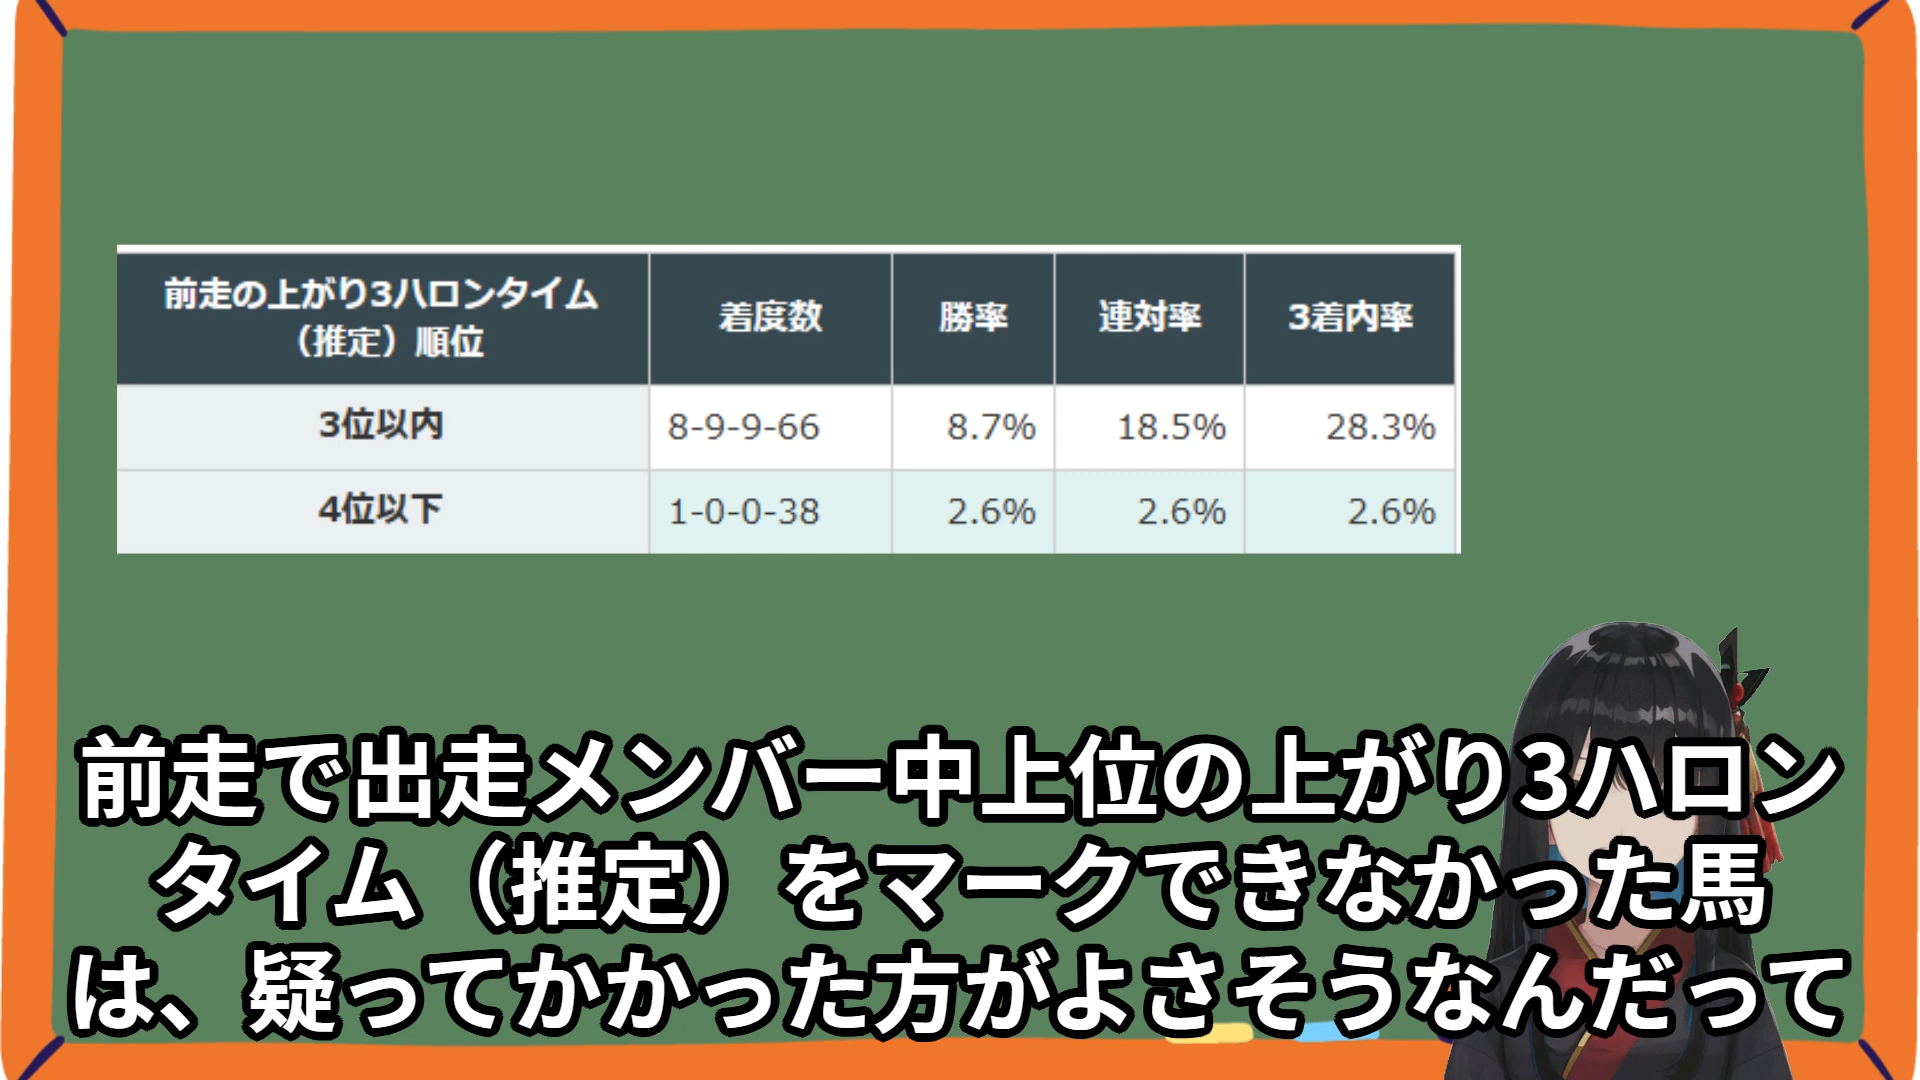 前走の上がり3ハロンタイム
（推定）順位 着度数 勝率 連対率 3着内率
3位以内 8-9-9-66 8.7% 18.5% 28.3%
4位以下 1-0-0-38 2.6% 2.6% 2.6%
前走で出走メンバー中上位の上がり3ハロン
タイム（推定）をマークできなかった馬
は、疑ってかかった方がよさそうなんだって